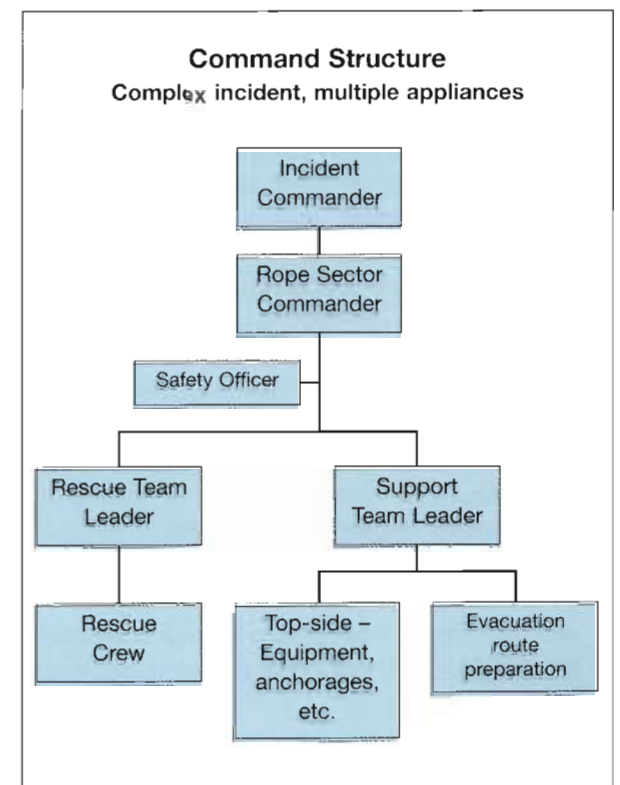 Command Structure
Complex incident, multiple appliances
Incident
Commander
Rope Sector
Commander
Safety Officer
Rescue Team
Leader
Support
Team Leader
Rescue
Crew
Top-side –
Equipment,
anchorages,
etc.
Evacuation
route
preparation